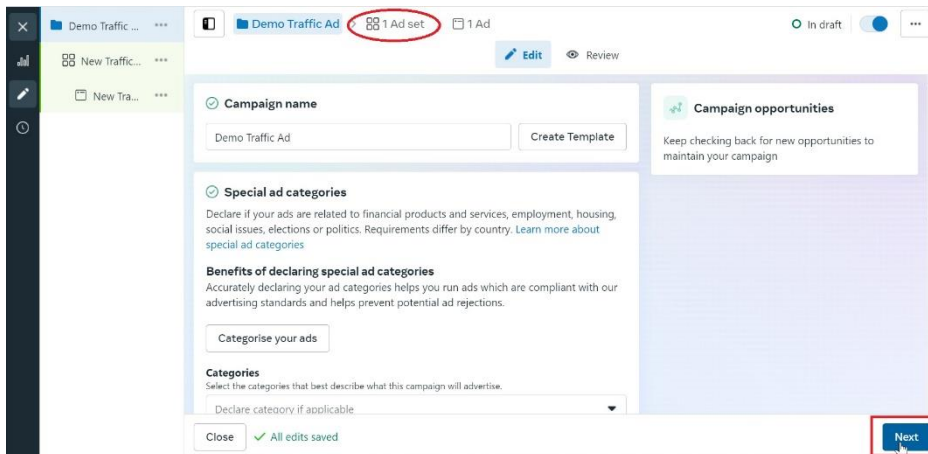 Demo Traffic ...
New Traffic...
New Tra...
Demo Traffic Ad
1 Ad set
1 Ad
In draft
Edit
Review
Campaign name
Demo Traffic Ad
Create Template
Special ad categories
Declare if your ads are related to financial products and services, employment, housing,
social issues, elections or politics. Requirements differ by country. Learn more about
special ad categories
Benefits of declaring special ad categories
Accurately declaring your ad categories helps you run ads which are compliant with our
advertising standards and helps prevent potential ad rejections.
Categorise your ads
Categories
Select the categories that best describe what this campaign will advertise.
Declare category if applicable
Campaign opportunities
Keep checking back for new opportunities to
maintain your campaign
Close
All edits saved
Next